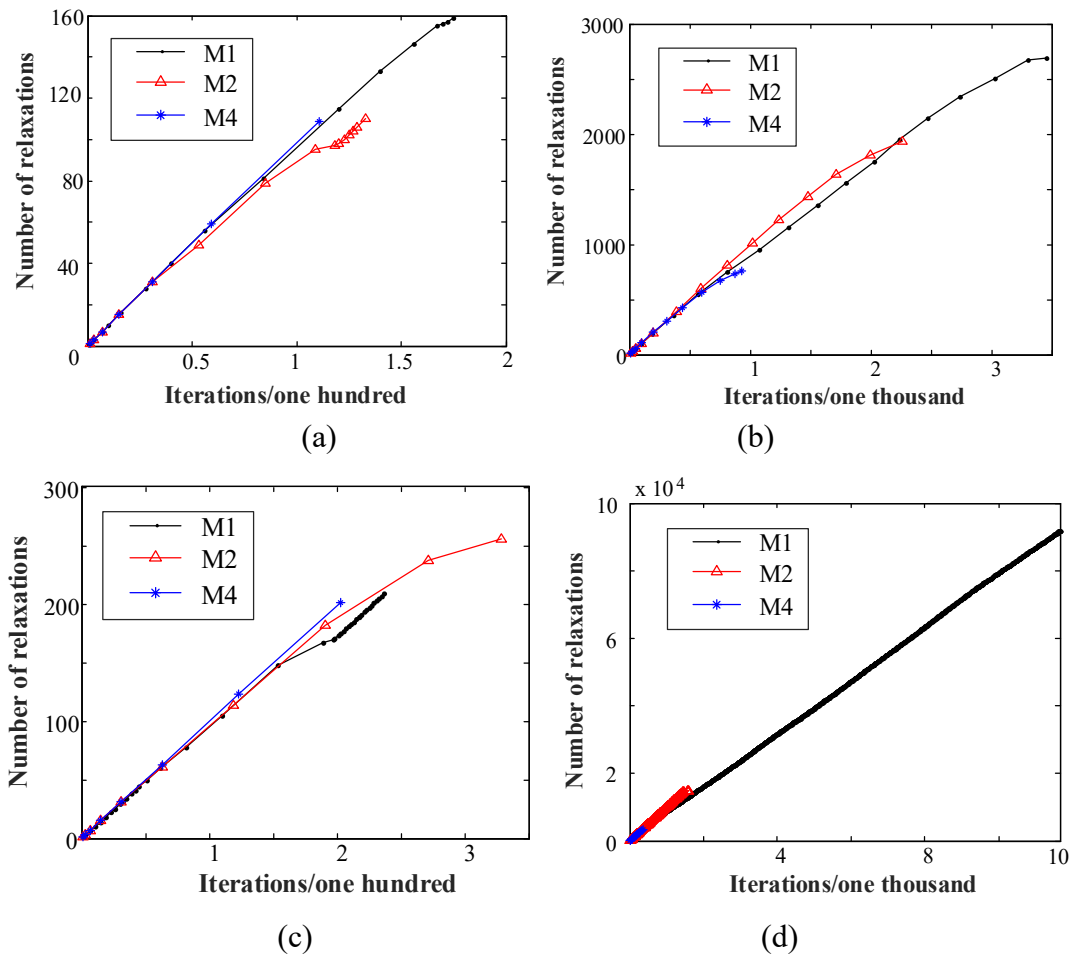 160
120
80
40
0
0.5
1
1.5
2
Number of relaxations
Iterations/one hundred
M1
M2
M4
(a)
3000
2000
1000
0
1
2
3
Number of relaxations
Iterations/one thousand
M1
M2
M4
(b)
300
200
100
0
1
2
3
Number of relaxations
Iterations/one hundred
M1
M2
M4
(c)
x 10^4
10
6
4
2
0
4
8
10
Number of relaxations
Iterations/one thousand
M1
M2
M4
(d)